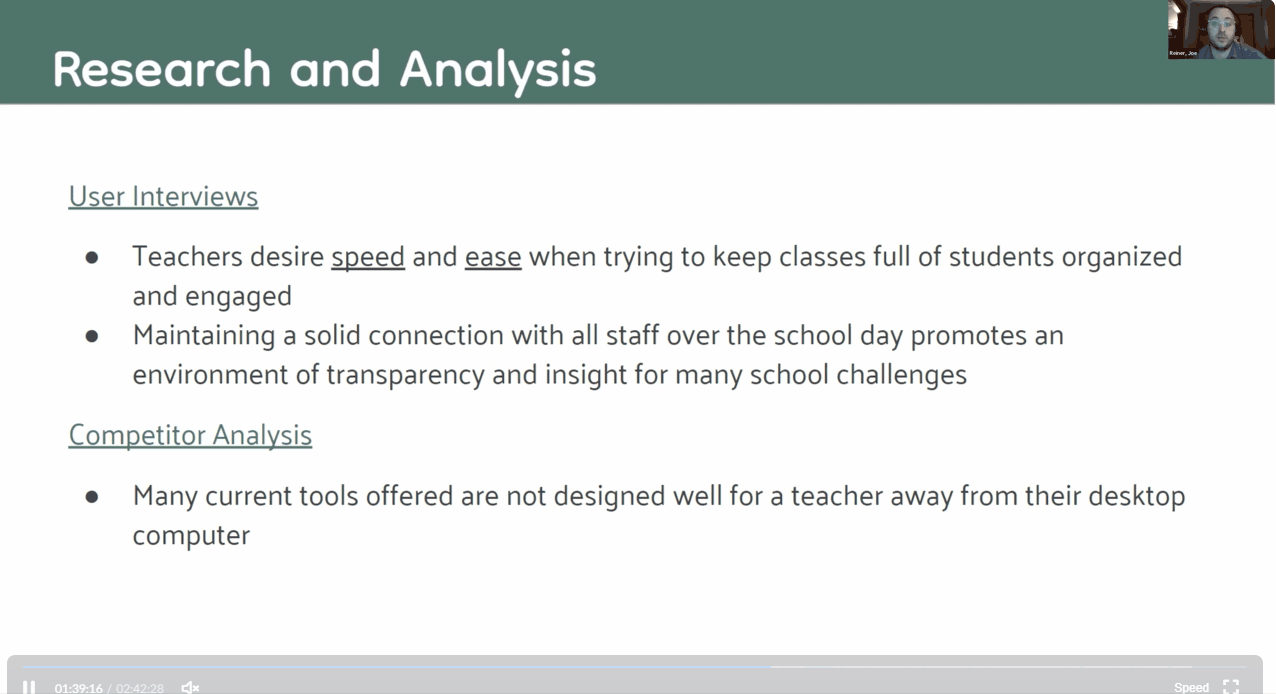 Research and Analysis
Reiner, Joe
User Interviews
● Teachers desire speed and ease when trying to keep classes full of students organized
and engaged
● Maintaining a solid connection with all staff over the school day promotes an
environment of transparency and insight for many school challenges
Competitor Analysis
● Many current tools offered are not designed well for a teacher away from their desktop
computer
01:39:16 / 02:42:28 Speed